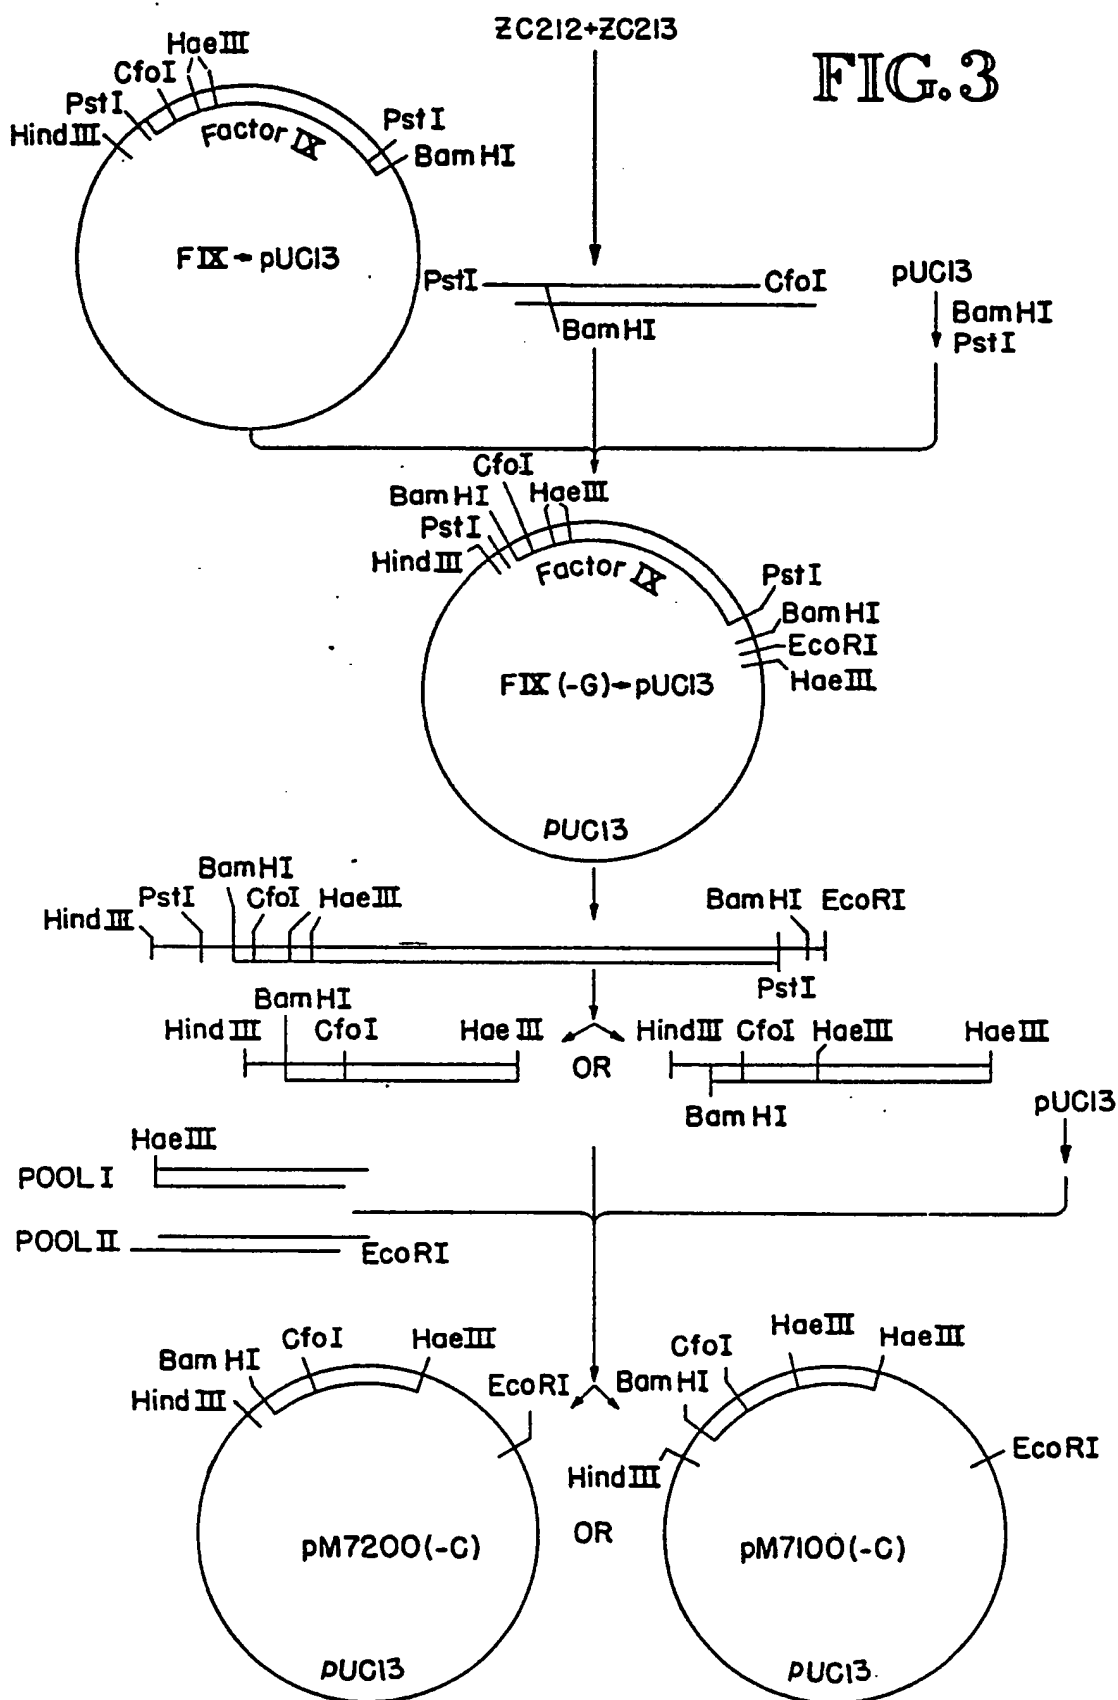 ZC212+ZC213
FIG. 3
HaeIII
CfoI
PstI
HindIII
Factor IX
PstI
BamHI
FIX→pUC13
PstI
CfoI
BamHI
pUC13
BamHI
PstI
CfoI
BamHI
HaeIII
PstI
HindIII
Factor IX
PstI
BamHI
EcoRI
HaeIII
FIX(-G)→pUC13
pUC13
BamHI
PstI
CfoI
HaeIII
HindIII
BamHI
EcoRI
PstI
BamHI
HindIII
CfoI
HaeIII
OR
HindIII
CfoI
HaeIII
HaeIII
BamHI
pUC13
HaeIII
POOL I
POOL II
EcoRI
CfoI
HaeIII
BamHI
HindIII
EcoRI
pM7200(-C)
pUC13
OR
HaeIII
HaeIII
CfoI
BamHI
HindIII
EcoRI
pM7100(-C)
pUC13